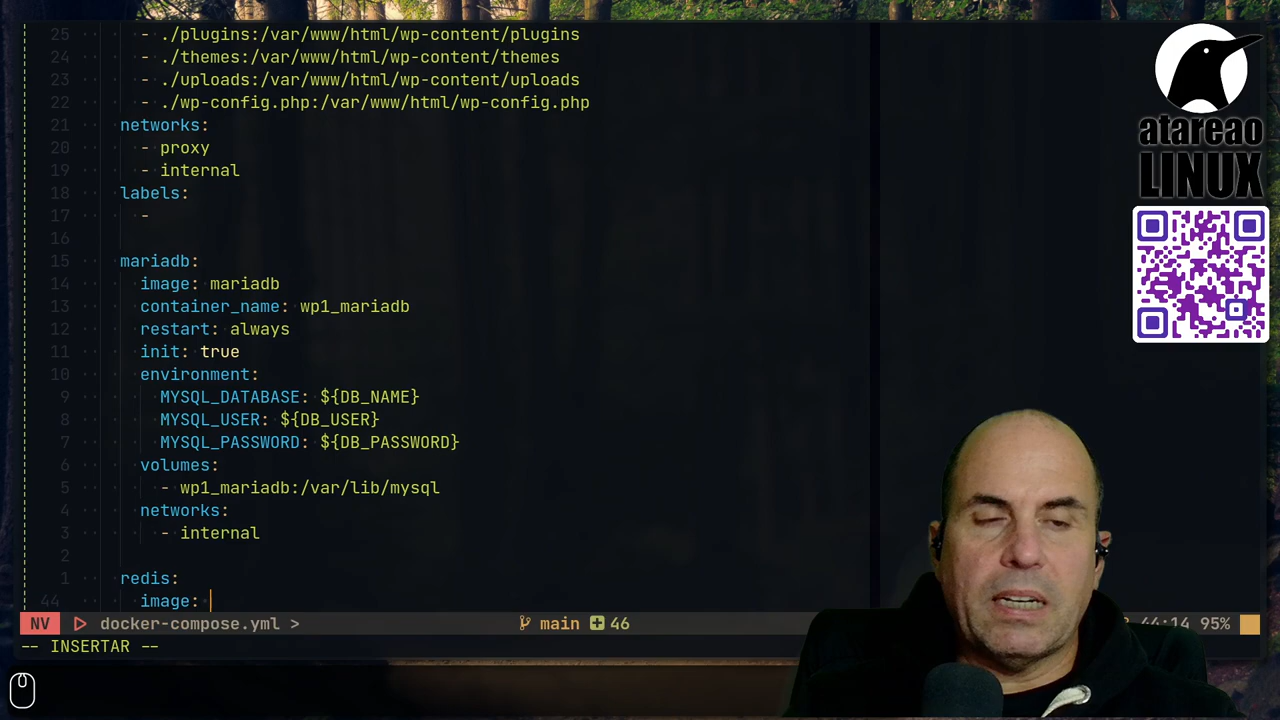 25 - ./plugins:/var/www/html/wp-content/plugins
24 - ./themes:/var/www/html/wp-content/themes
23 - ./uploads:/var/www/html/wp-content/uploads
22 - ./wp-config.php:/var/www/html/wp-config.php
21 networks:
20 - proxy
19 - internal
18 labels:
17 -
16
15 mariadb:
14 image: mariadb
13 container_name: wp1_mariadb
12 restart: always
11 init: true
10 environment:
9 MYSQL_DATABASE: ${DB_NAME}
8 MYSQL_USER: ${DB_USER}
7 MYSQL_PASSWORD: ${DB_PASSWORD}
6 volumes:
5 - wp1_mariadb:/var/lib/mysql
4 networks:
3 - internal
2
1 redis:
44 image:
NV docker-compose.yml > main 46 44:14 95%
-- INSERTAR --
atareao
LINUX